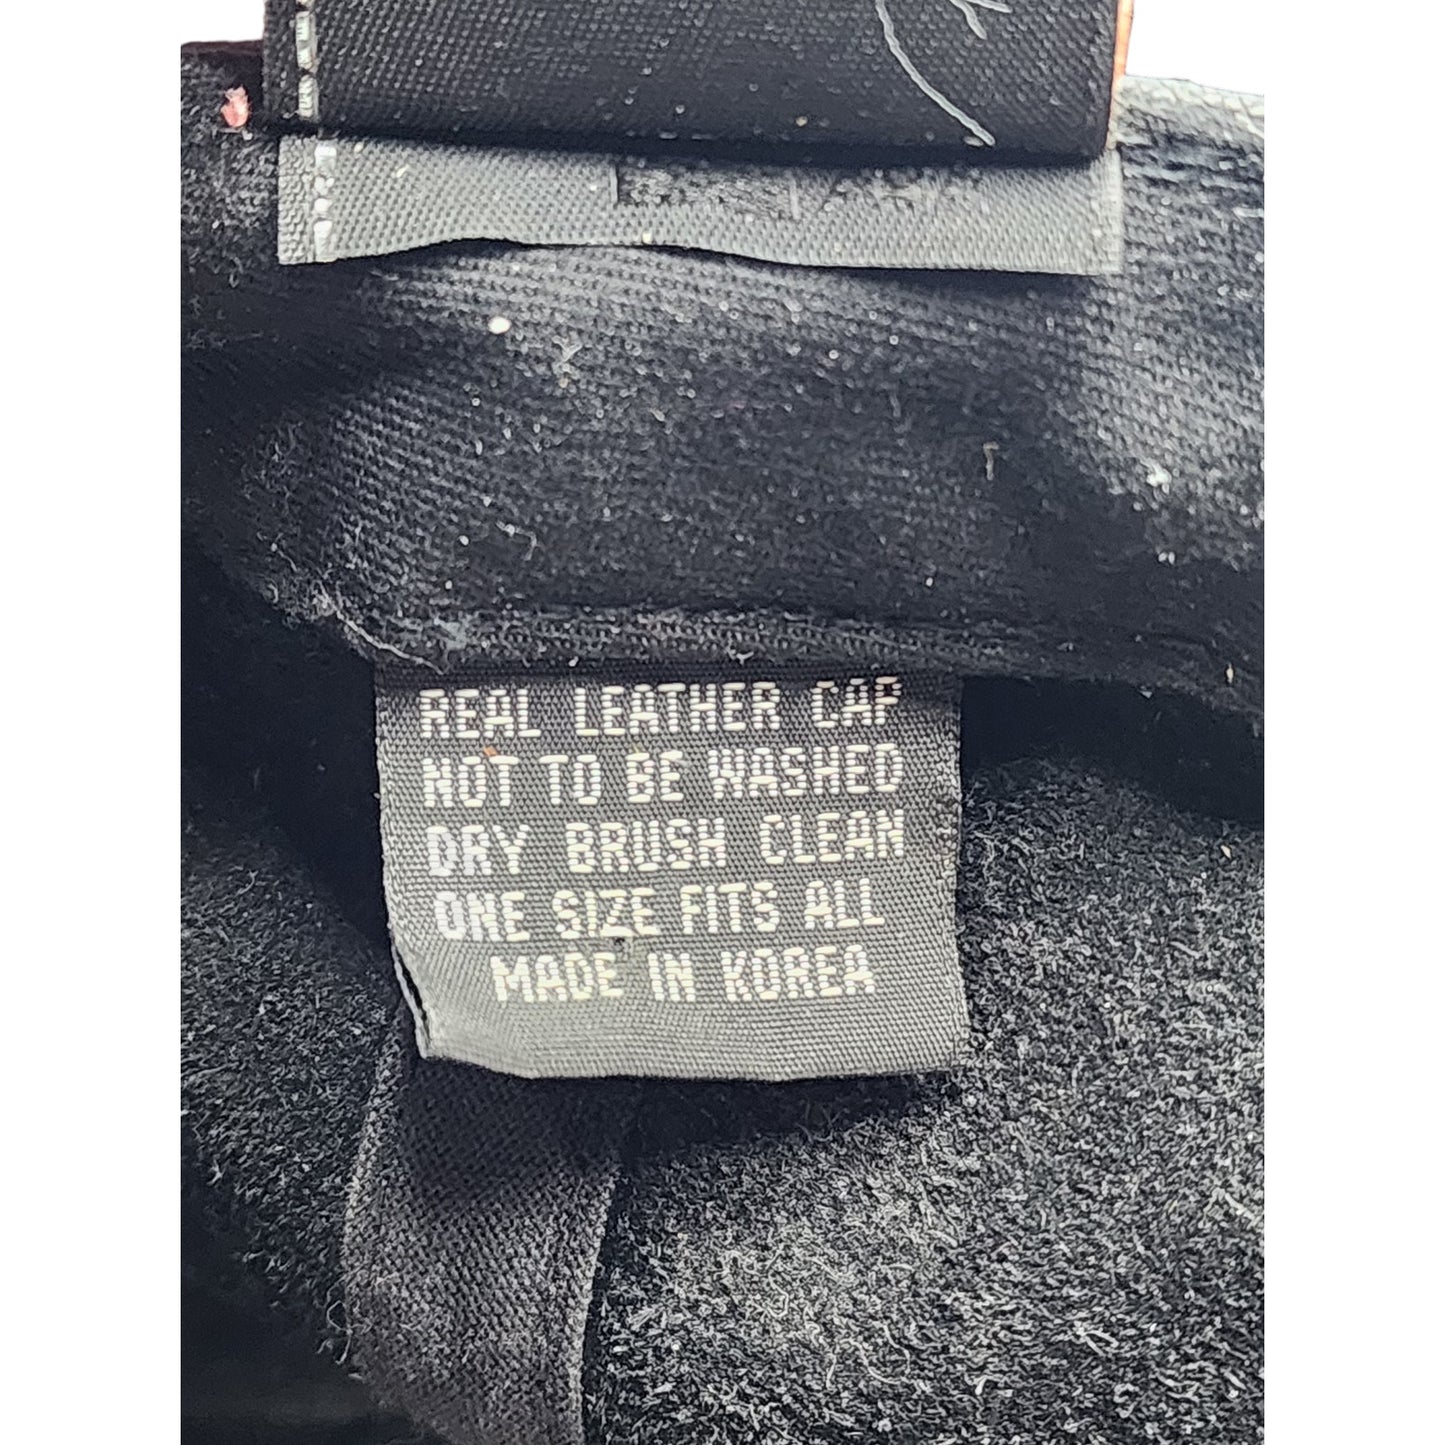 REAL LEATHER CAP
NOT TO BE WASHED
DRY BRUSH CLEAN
ONE SIZE FITS ALL
MADE IN KOREA